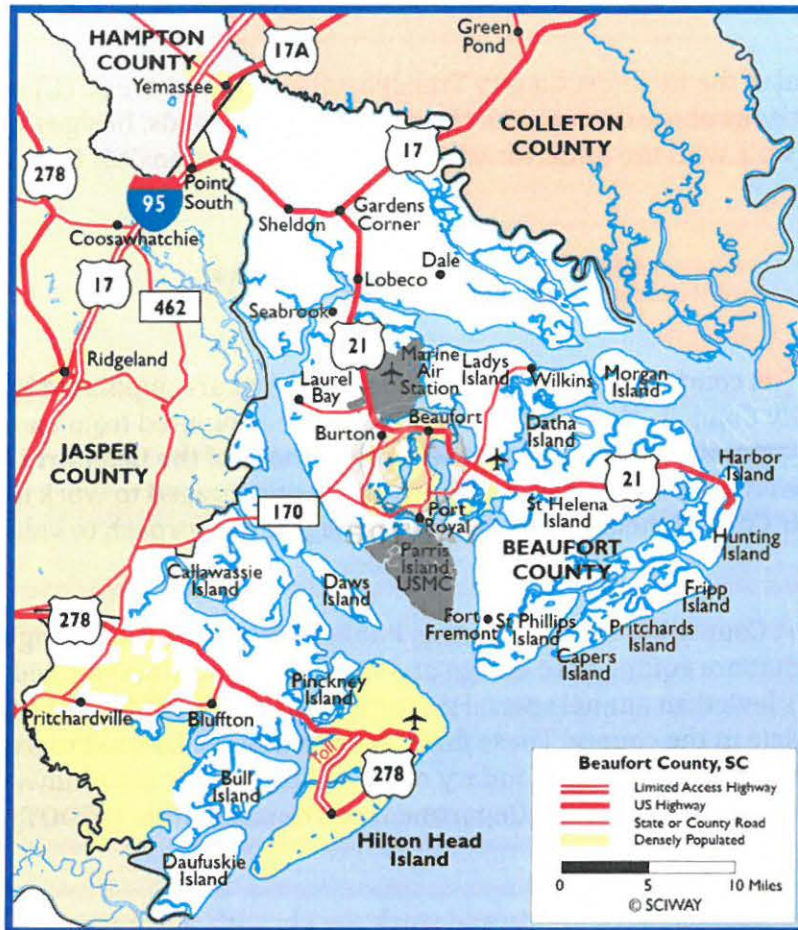 HAMPTON
COUNTY
17A
Green
Pond
Yemassee
COLLETON
COUNTY
17
278
95
Point
South
Coosawhatchie
Sheldon
Gardens
Corner
17
462
Lobeco
Dale
Seabrook
21
Ridgeland
Marine
Air
Station
Ladys
Island
Wilkins
Morgan
Island
Laurel
Bay
Beaufort
Datha
Island
Burton
JASPER
COUNTY
21
Harbor
Island
170
Port
Royal
St Helena
Island
Hunting
Island
Callawassie
Island
Parris
Island
USMC
BEAUFORT
COUNTY
Daws
Island
Fripp
Island
278
Fort
Fremont
St Phillips
Island
Pritchards
Island
Capers
Island
Pinckney
Island
Pritchardville
Bluffton
toll
278
Bull
Island
Hilton Head
Island
Daufuskie
Island
Beaufort County, SC
Limited Access Highway
US Highway
State or County Road
Densely Populated
0 5 10 Miles
© SCIWAY